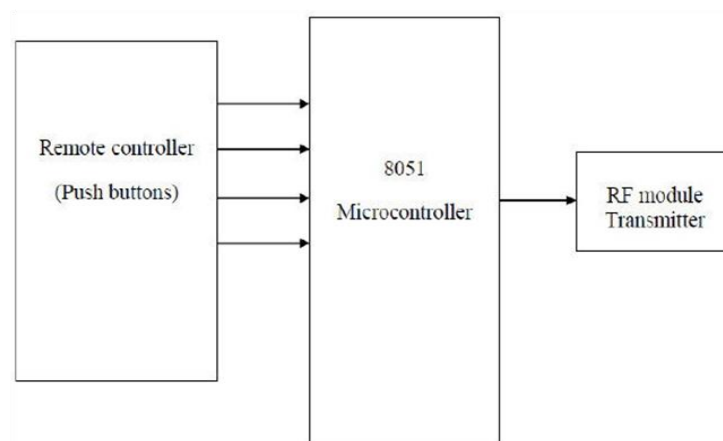 Remote controller
(Push buttons)
8051
Microcontroller
RF module
Transmitter